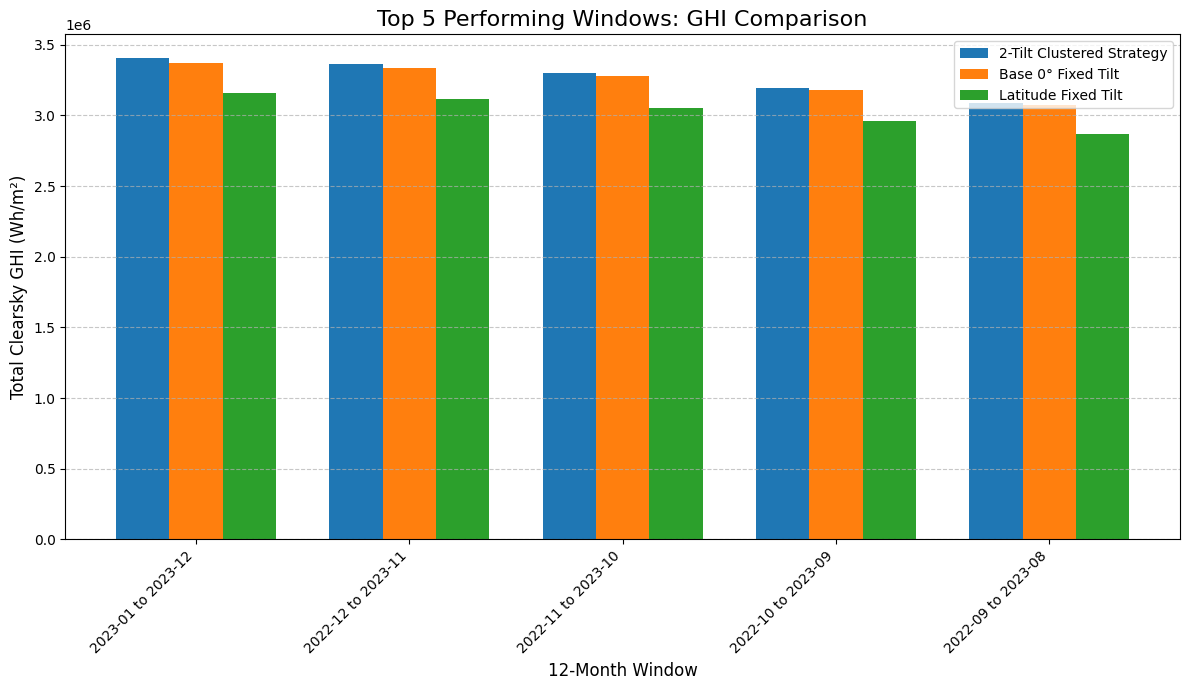 Top 5 Performing Windows: GHI Comparison
1e6
3.5
3.0
2.5
2.0
1.5
1.0
0.5
0.0
Total Clearsky GHI (Wh/m²)
2-Tilt Clustered Strategy
Base 0° Fixed Tilt
Latitude Fixed Tilt
2023-01 to 2023-12
2022-12 to 2023-11
2022-11 to 2023-10
2022-10 to 2023-09
2022-09 to 2023-08
12-Month Window